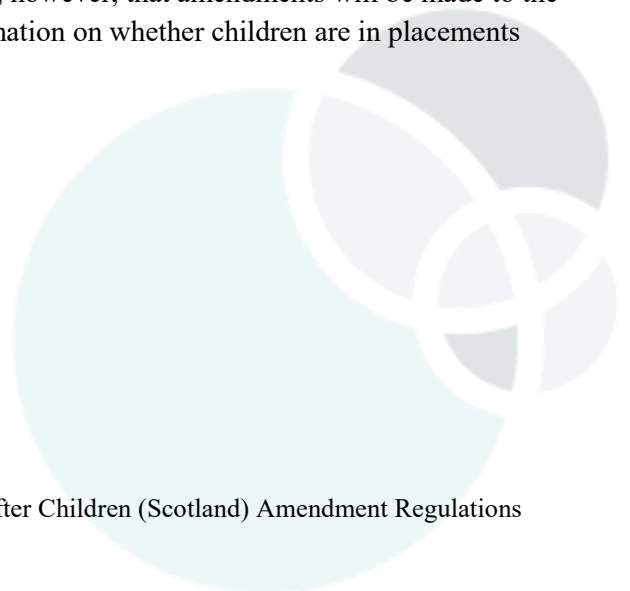 however, that amendments will be made to the
mation on whether children are in placements
fter Children (Scotland) Amendment Regulations